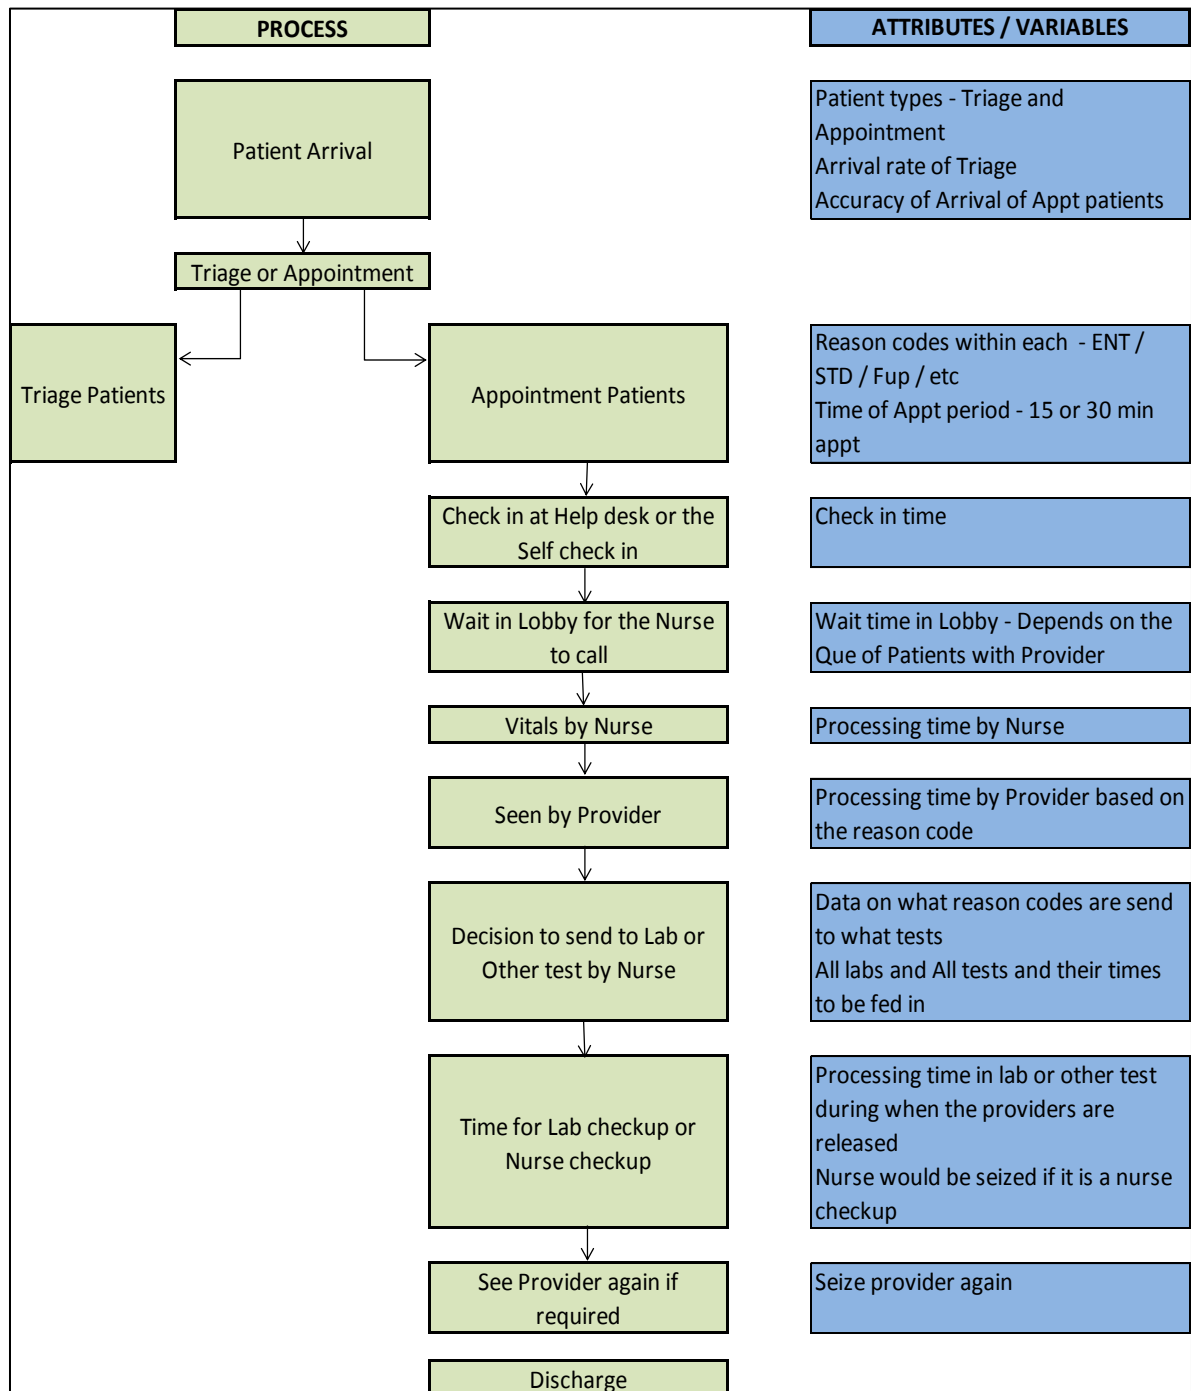 PROCESS
ATTRIBUTES / VARIABLES
Patient Arrival
Patient types - Triage and
Appointment
Arrival rate of Triage
Accuracy of Arrival of Appt patients
Triage or Appointment
Triage Patients
Appointment Patients
Reason codes within each - ENT /
STD / Fup / etc
Time of Appt period - 15 or 30 min
appt
Check in at Help desk or the
Self check in
Check in time
Wait in Lobby for the Nurse
to call
Wait time in Lobby - Depends on the
Que of Patients with Provider
Vitals by Nurse
Processing time by Nurse
Seen by Provider
Processing time by Provider based on
the reason code
Decision to send to Lab or
Other test by Nurse
Data on what reason codes are send
to what tests
All labs and All tests and their times
to be fed in
Time for Lab checkup or
Nurse checkup
Processing time in lab or other test
during when the providers are
released
Nurse would be seized if it is a nurse
checkup
See Provider again if
required
Seize provider again
Discharge